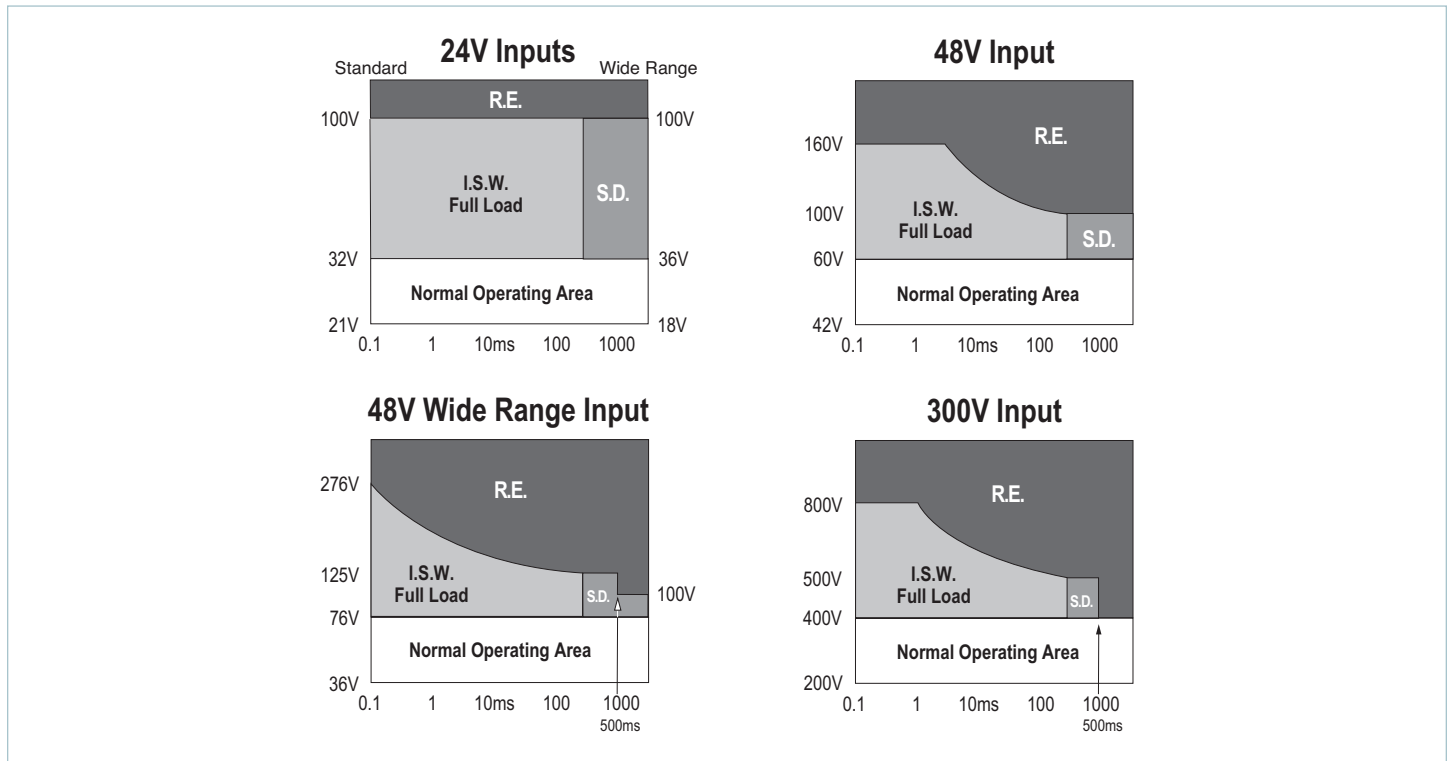 24V Inputs
Standard
Wide Range
R.E.
100V
100V
I.S.W.
Full Load
S.D.
32V
36V
Normal Operating Area
21V
18V
0.1 1 10ms 100 1000
48V Input
160V
R.E.
100V
I.S.W.
Full Load
S.D.
60V
Normal Operating Area
42V
0.1 1 10ms 100 1000
48V Wide Range Input
276V
R.E.
125V
I.S.W.
Full Load
S.D.
100V
76V
Normal Operating Area
36V
0.1 1 10ms 100 1000
500ms
300V Input
800V
R.E.
500V
I.S.W.
Full Load
S.D.
400V
Normal Operating Area
200V
0.1 1 10ms 100 1000
500ms